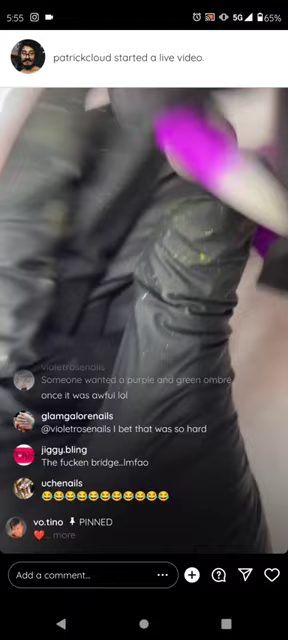 5:55
5G
65%
patrickcloud started a live video.
violetrosenails
Someone wanted a purple and green ombré
once it was awful lol
glamgalorenails
@violetrosenails I bet that was so hard
jiggy.bling
The fucken bridge...lmfao
uchenails
😂😂😂😂😂😂😂😂😂😂😂
vo.tino 📌 PINNED
❤️... more
Add a comment...